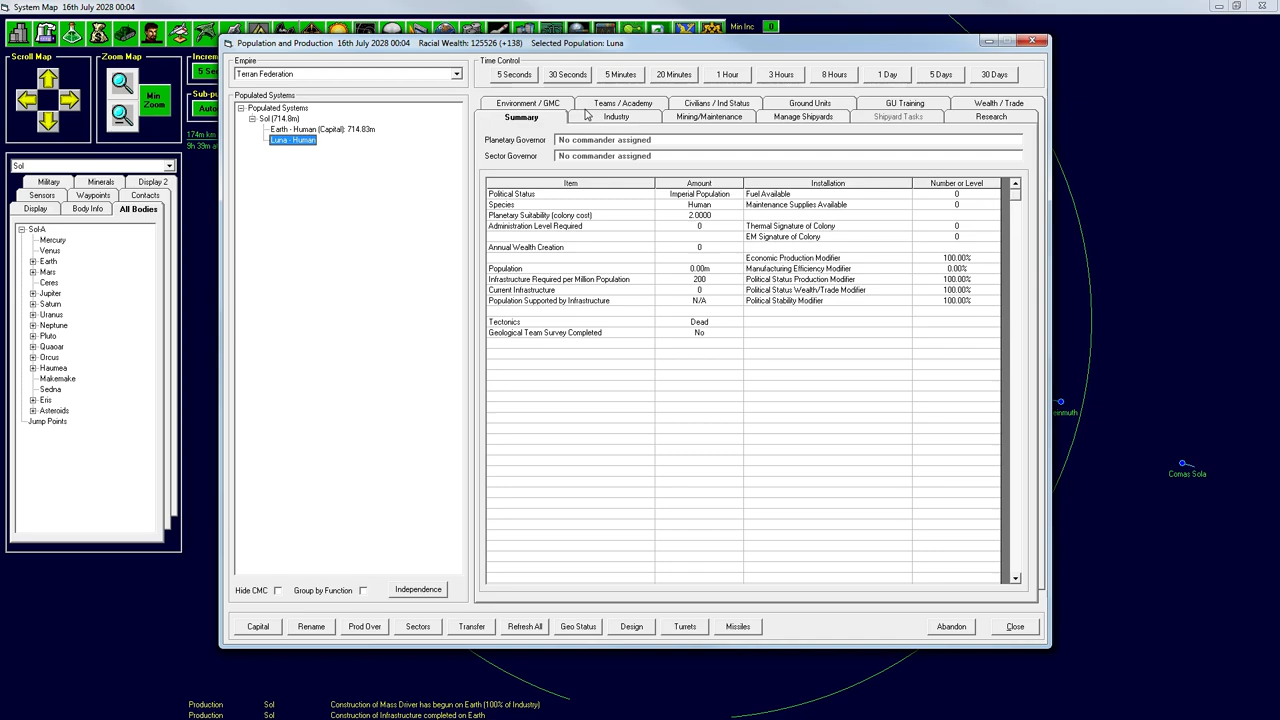 System Map 16th July 2028 00:04
Min Inc 0
Population and Production 16th July 2028 00:04 Racial Wealth: 125526 (+138) Selected Population: Luna
Scroll Map
Zoom Map
Min
Zoom
Empire
Terran Federation
Populated Systems
Populated Systems
Sol (714.8m)
Earth - Human (Capital): 714.83m
Luna - Human
Time Control
5 Seconds 30 Seconds 5 Minutes 20 Minutes 1 Hour 3 Hours 8 Hours 1 Day 5 Days 30 Days
Environment / GMC Teams / Academy Civilians / Ind Status Ground Units GU Training Wealth / Trade
Summary Industry Mining/Maintenance Manage Shipyards Shipyard Tasks Research
Planetary Governor No commander assigned
Sector Governor No commander assigned
Item Amount Installation Number or Level
Political Status Imperial Population Fuel Available 0
Species Human Maintenance Supplies Available 0
Planetary Suitability (colony cost) 2.0000
Administration Level Required 0 Thermal Signature of Colony 0
EM Signature of Colony 0
Annual Wealth Creation 0
Economic Production Modifier 100.00%
Population 0.00m Manufacturing Efficiency Modifier 0.00%
Infrastructure Required per Million Population 200 Political Status Production Modifier 100.00%
Current Infrastructure 0 Political Status Wealth/Trade Modifier 100.00%
Population Supported by Infrastructure N/A Political Stability Modifier 100.00%
Tectonics Dead
Geological Team Survey Completed No
Sol
Military Minerals Display 2
Sensors Waypoints Contacts
Display Body Info All Bodies
Sol-A
Mercury
Venus
Earth
Mars
Ceres
Jupiter
Saturn
Uranus
Neptune
Pluto
Quaoar
Orcus
Haumea
Makemake
Sedna
Eris
Asteroids
Jump Points
Comas Sola
Hide CMC Group by Function Independence
Capital Rename Prod Over Sectors Transfer Refresh All Geo Status Design Turrets Missiles Abandon Close
Production Sol Construction of Mass Driver has begun on Earth (100% of Industry)
Production Sol Construction of Infrastructure completed on Earth